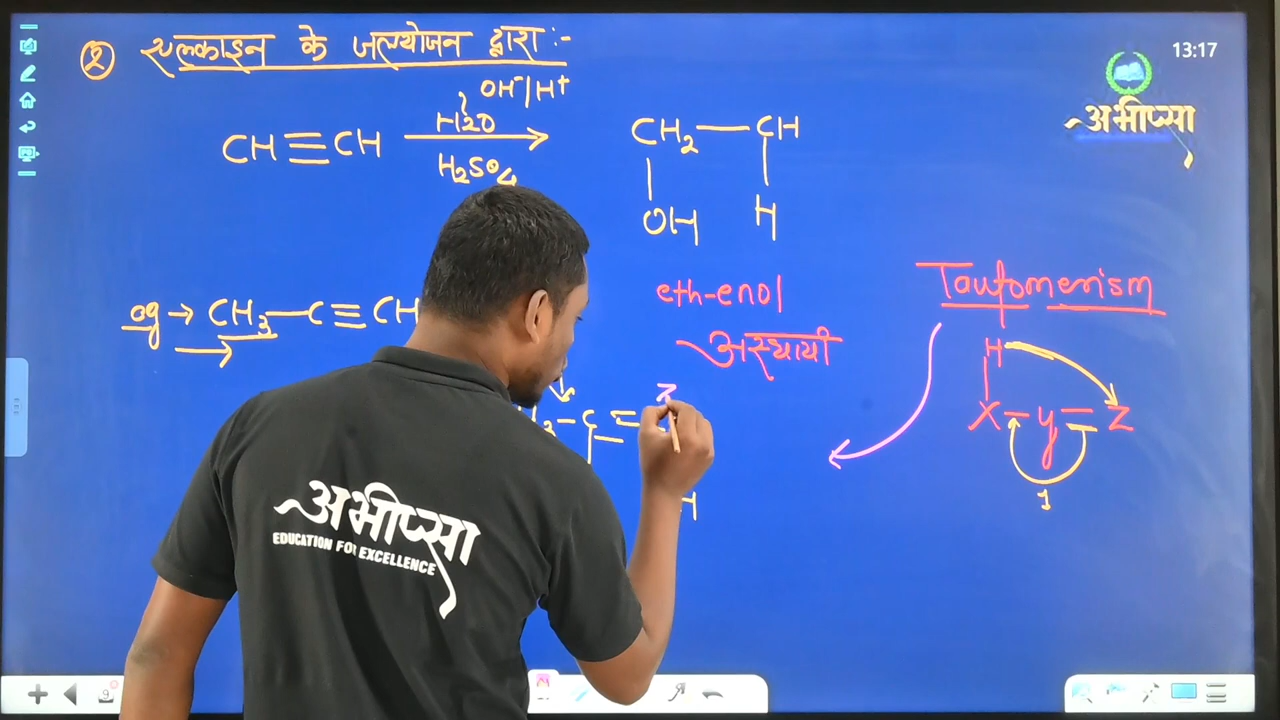 ② एल्काइन के जलयोजन द्वारा :-
13:17
अभीप्सा
OH⁻/H⁺
CH≡CH H₂O H₂SO₄ → CH₂—CH
OH H
eth-enol
अस्थायी
Tautomerism
eg → CH₃—C≡CH
H
X-y=Z
1
3-C=
Z
H
अभीप्सा
EDUCATION FOR EXCELLENCE